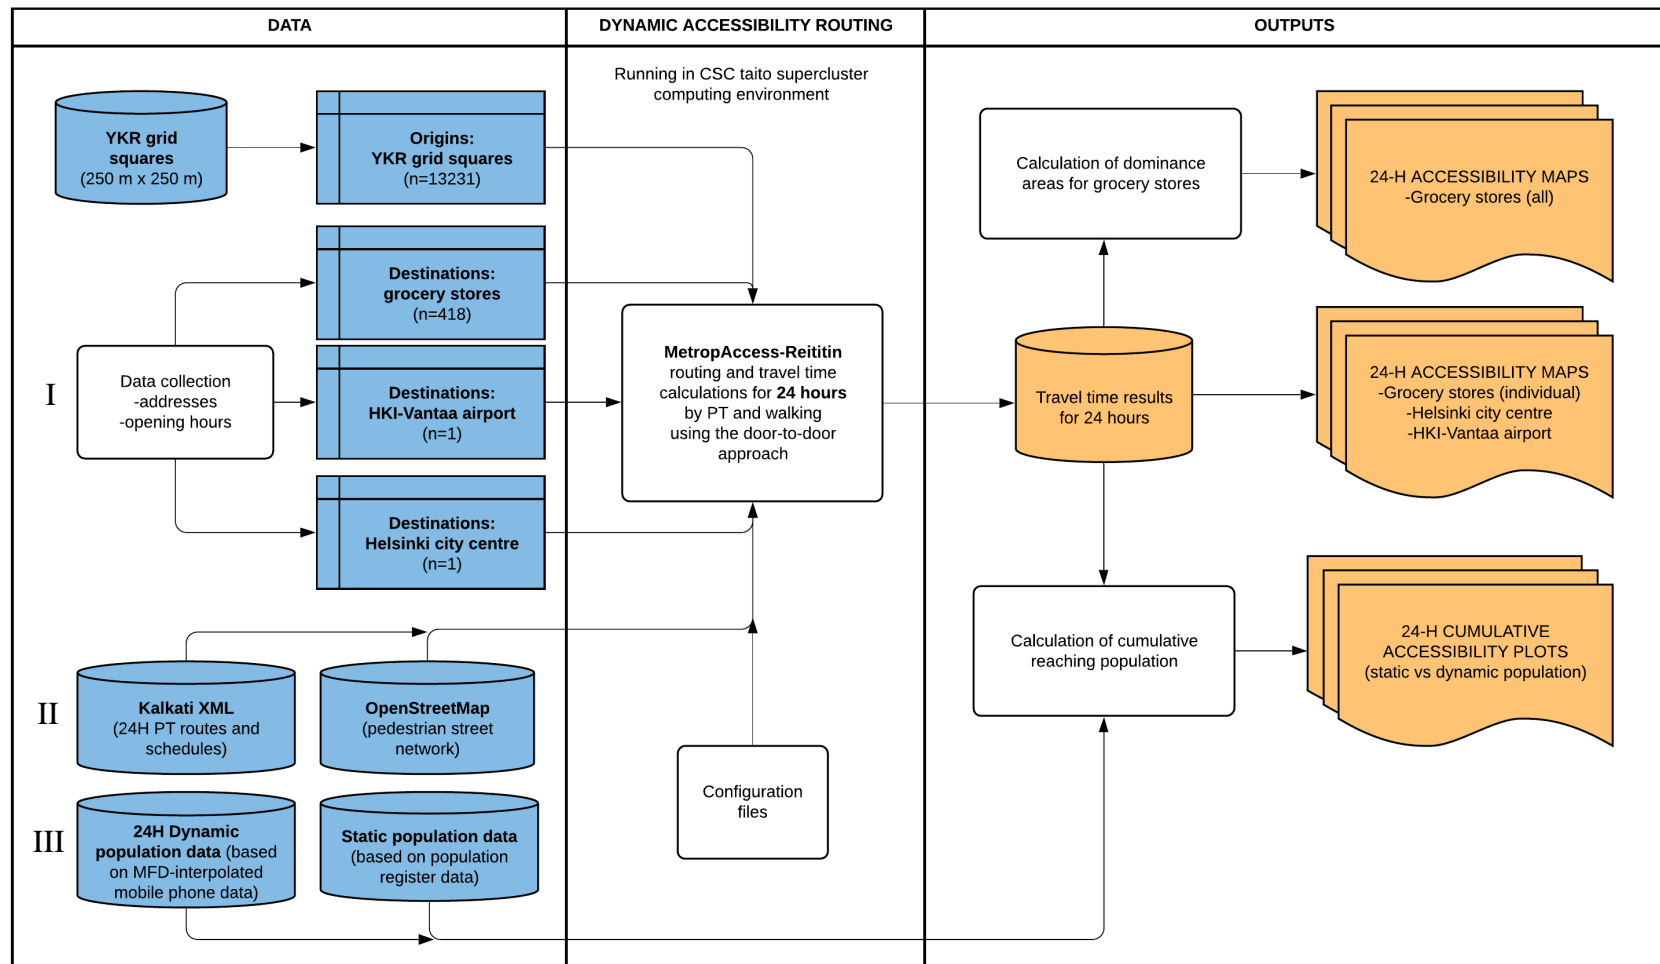 DATA
DYNAMIC ACCESSIBILITY ROUTING
OUTPUTS
Running in CSC taito supercluster
computing environment
YKR grid
squares
(250 m x 250 m)
Origins:
YKR grid squares
(n=13231)
Destinations:
grocery stores
(n=418)
I
Data collection
-addresses
-opening hours
Destinations:
HKI-Vantaa airport
(n=1)
Destinations:
Helsinki city centre
(n=1)
II
Kalkati XML
(24H PT routes and
schedules)
OpenStreetMap
(pedestrian street
network)
III
24H Dynamic
population data (based
on MFD-interpolated
mobile phone data)
Static population data
(based on population
register data)
MetropAccess-Reititin
routing and travel time
calculations for 24 hours
by PT and walking
using the door-to-door
approach
Configuration
files
Calculation of dominance
areas for grocery stores
24-H ACCESSIBILITY MAPS
-Grocery stores (all)
Travel time results
for 24 hours
24-H ACCESSIBILITY MAPS
-Grocery stores (individual)
-Helsinki city centre
-HKI-Vantaa airport
Calculation of cumulative
reaching population
24-H CUMULATIVE
ACCESSIBILITY PLOTS
(static vs dynamic population)